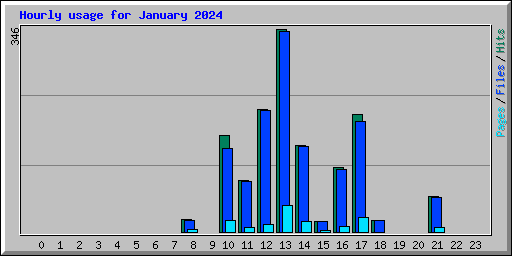 Hourly usage for January 2024
346
Pages/Files/Hits
0 1 2 3 4 5 6 7 8 9 10 11 12 13 14 15 16 17 18 19 20 21 22 23